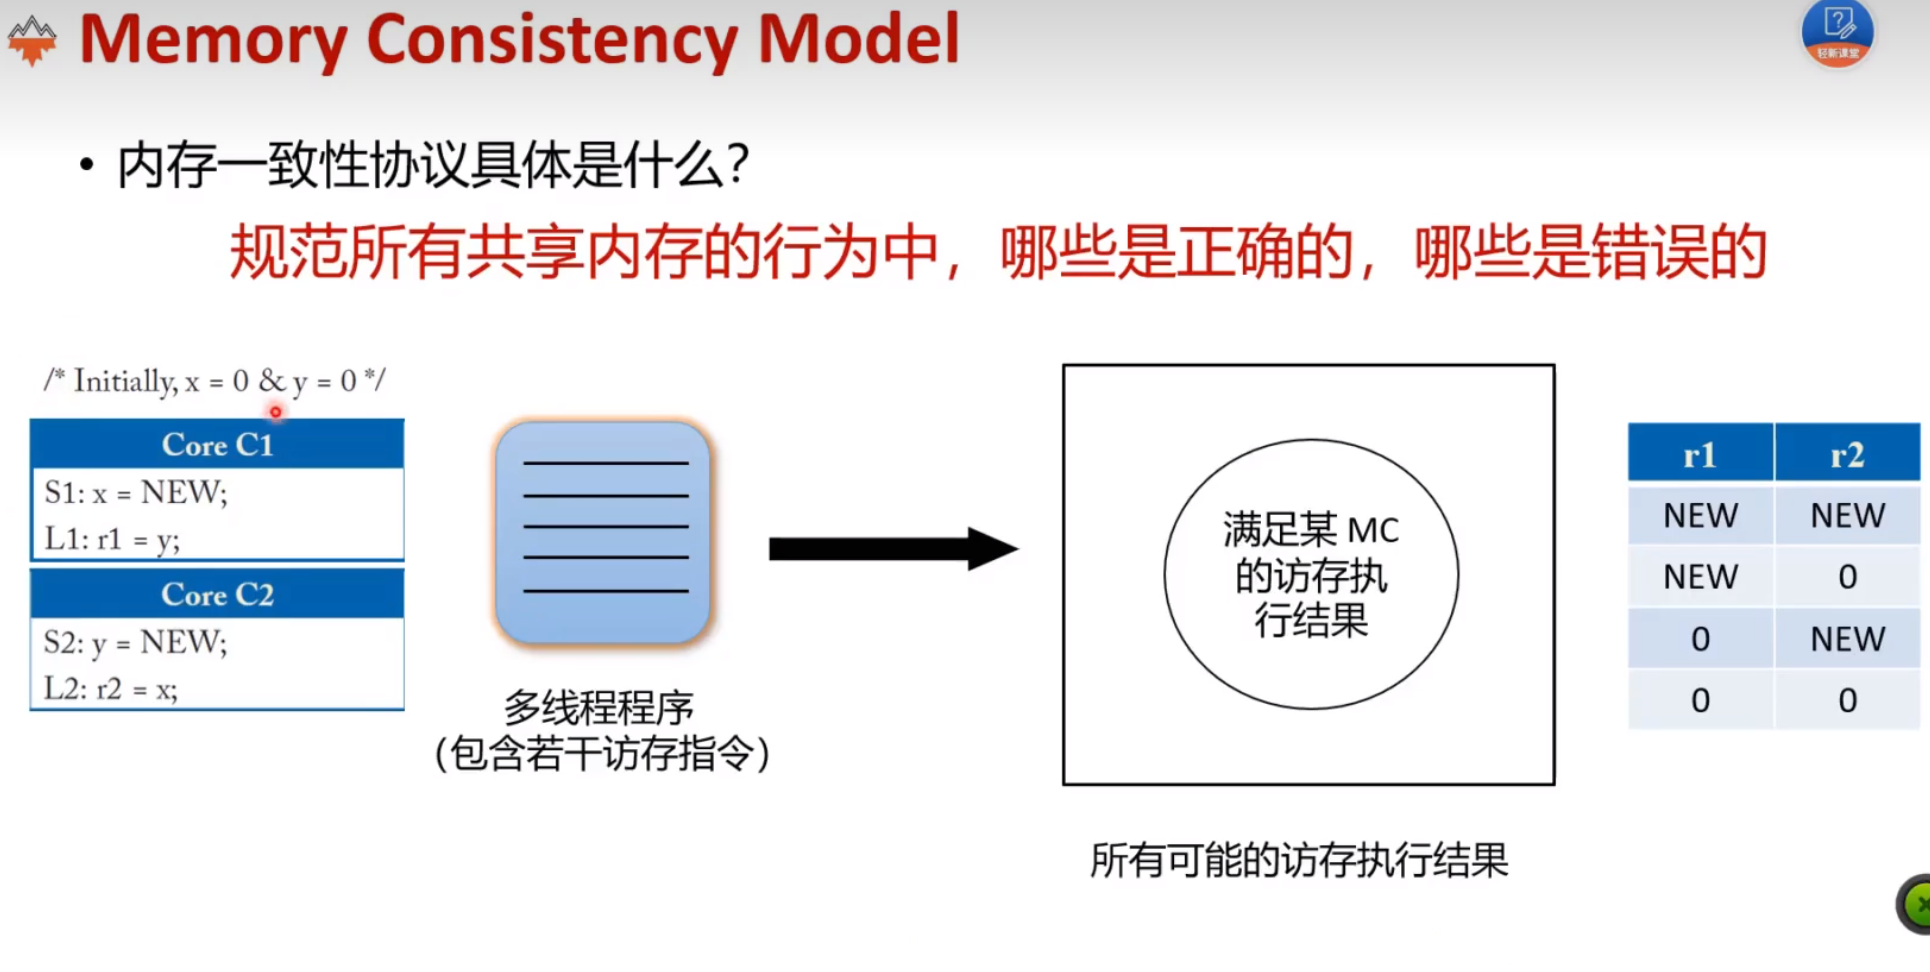 Memory Consistency Model
轻新课堂
• 内存一致性协议具体是什么?
规范所有共享内存的行为中，哪些是正确的，哪些是错误的
/* Initially, x = 0 & y = 0 */
Core C1
S1: x = NEW;
L1: r1 = y;
Core C2
S2: y = NEW;
L2: r2 = x;
多线程程序
（包含若干访存指令）
满足某 MC
的访存执
行结果
所有可能的访存执行结果
r1 r2
NEW NEW
NEW 0
0 NEW
0 0